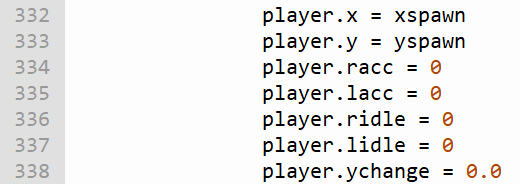 332 player.x = xspawn
333 player.y = yspawn
334 player.racc = 0
335 player.lacc = 0
336 player.ridle = 0
337 player.lidle = 0
338 player.ychange = 0.0